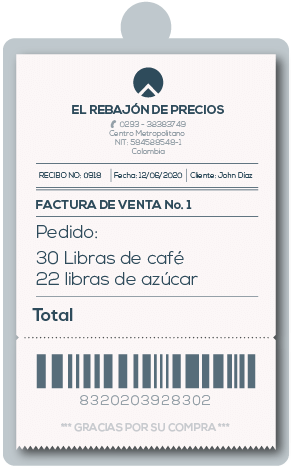 EL REBAJÓN DE PRECIOS
0293 - 38383749
Centro Metropolitano
NIT: 584588548-1
Colombia
RECIBO NO: 0918 Fecha: 12/06/2020 Cliente: John Díaz
FACTURA DE VENTA No. 1
Pedido:
30 Libras de café
22 libras de azúcar
Total
8320203928302
*** GRACIAS POR SU COMPRA ***